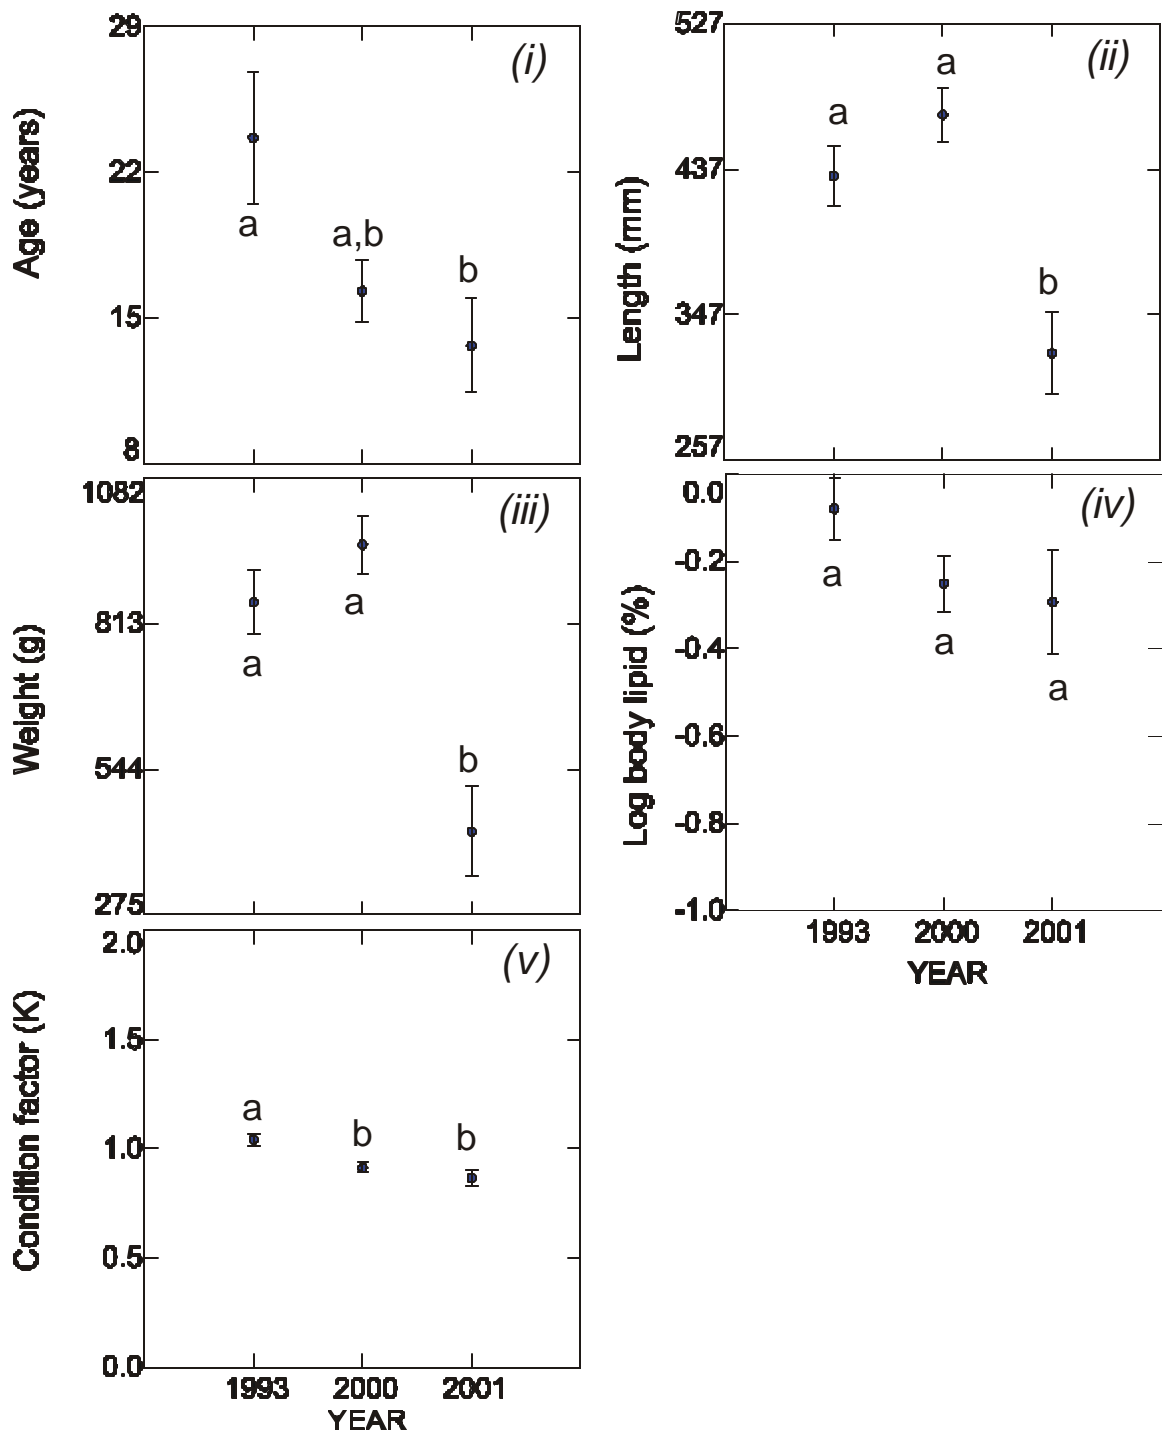 29
(i)
22
15
8
Age (years)
a
a,b
b
527
(ii)
437
347
257
Length (mm)
a
a
b
1082
(iii)
813
544
275
Weight (g)
a
a
b
0.0
(iv)
-0.2
-0.4
-0.6
-0.8
-1.0
Log body lipid (%)
a
a
a
1993 2000 2001
YEAR
2.0
(v)
1.5
1.0
0.5
0.0
Condition factor (K)
a
b
b
1993 2000 2001
YEAR